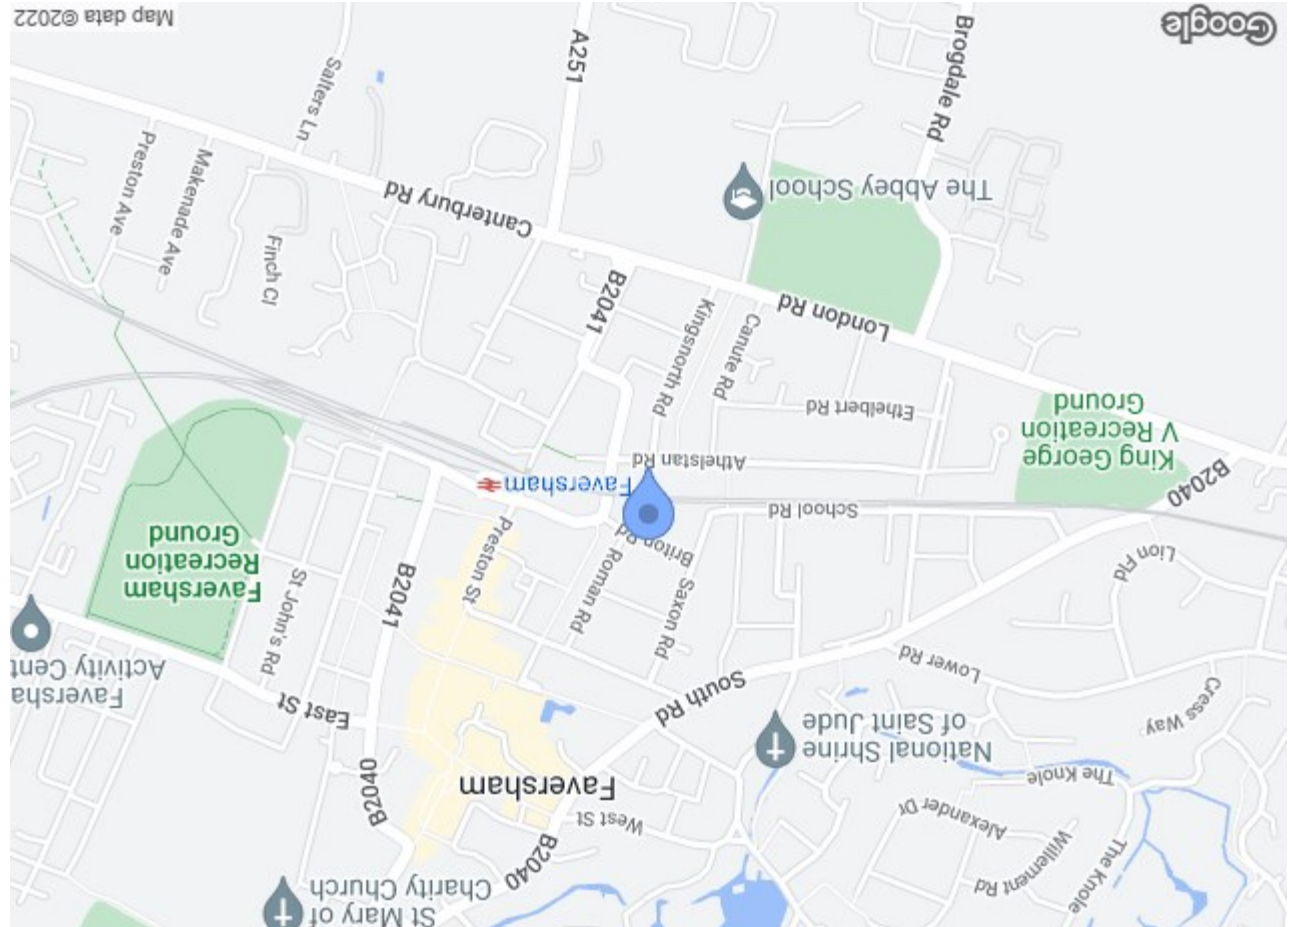 St Mary of
Charity Church
B2040
The Knole
Willement Rd
Alexander Dr
West St
B2040
Faversham
The Knole
National Shrine
of Saint Jude
Cress Way
East St
South Rd
Lower Rd
Faversha
Activity Cent
St John's Rd
B2041
Saxon Rd
Roman Rd
Preston St
Briton Rd
Faversham
Recreation
Ground
Lion Fld
School Rd
B2040
Faversham
Athelstan Rd
King George
V Recreation
Ground
Ethelbert Rd
Canute Rd
Kingsnorth Rd
London Rd
B2041
Finch Cl
Makenade Ave
Preston Ave
Canterbury Rd
The Abbey School
Salters Ln
A251
Brogdale Rd
Google
Map data ©2022